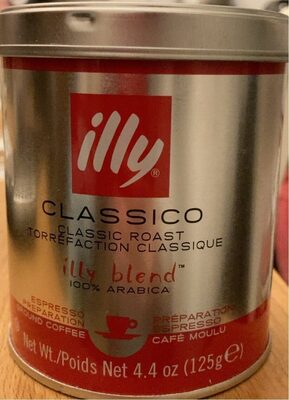 illy®
CLASSICO
CLASSIC ROAST
TORRÉFACTION CLASSIQUE
illy blend™
100% ARABICA
ESPRESSO
PREPARATION
GROUND COFFEE
PRÉPARATION
ESPRESSO
CAFÉ MOULU
Net Wt./Poids Net 4.4 oz (125g℮)